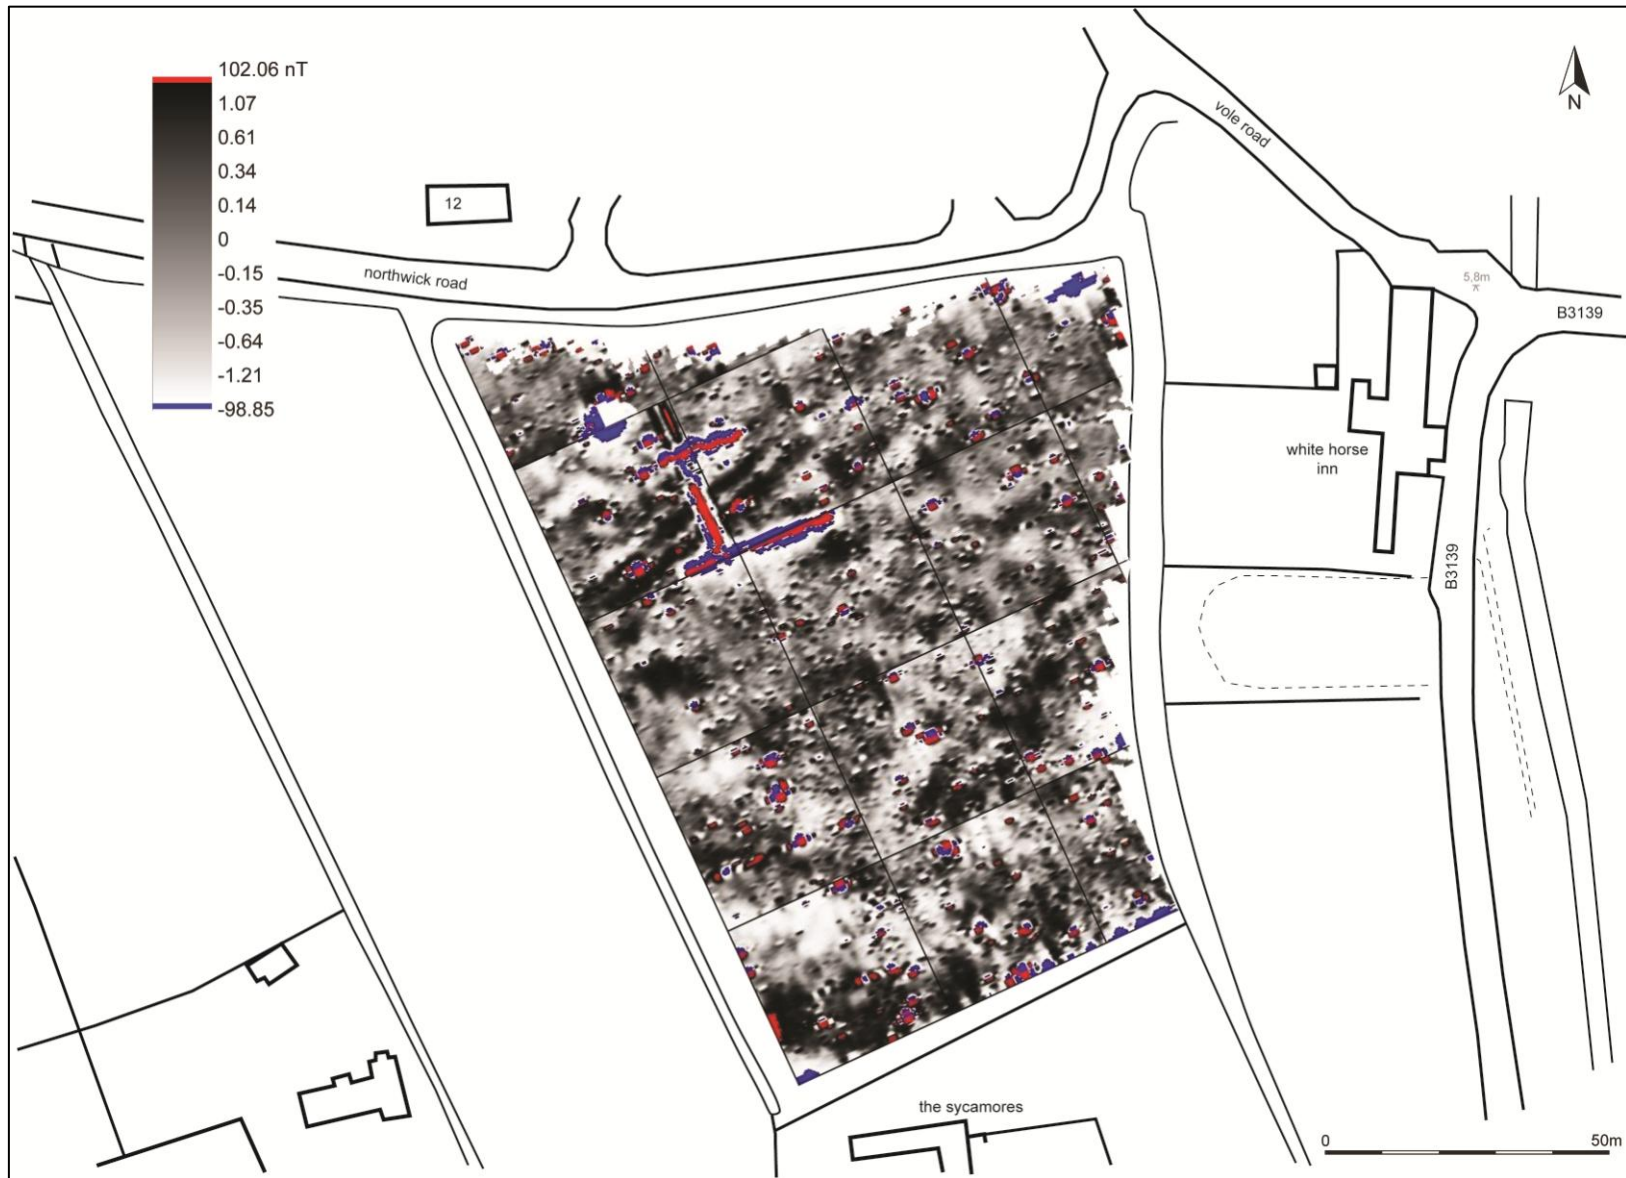 102.06 nT
1.07
0.61
0.34
0.14
0
-0.15
-0.35
-0.64
-1.21
-98.85
N
vole road
12
northwick road
5,8m
B3139
white horse
inn
B3139
the sycamores
0
50m